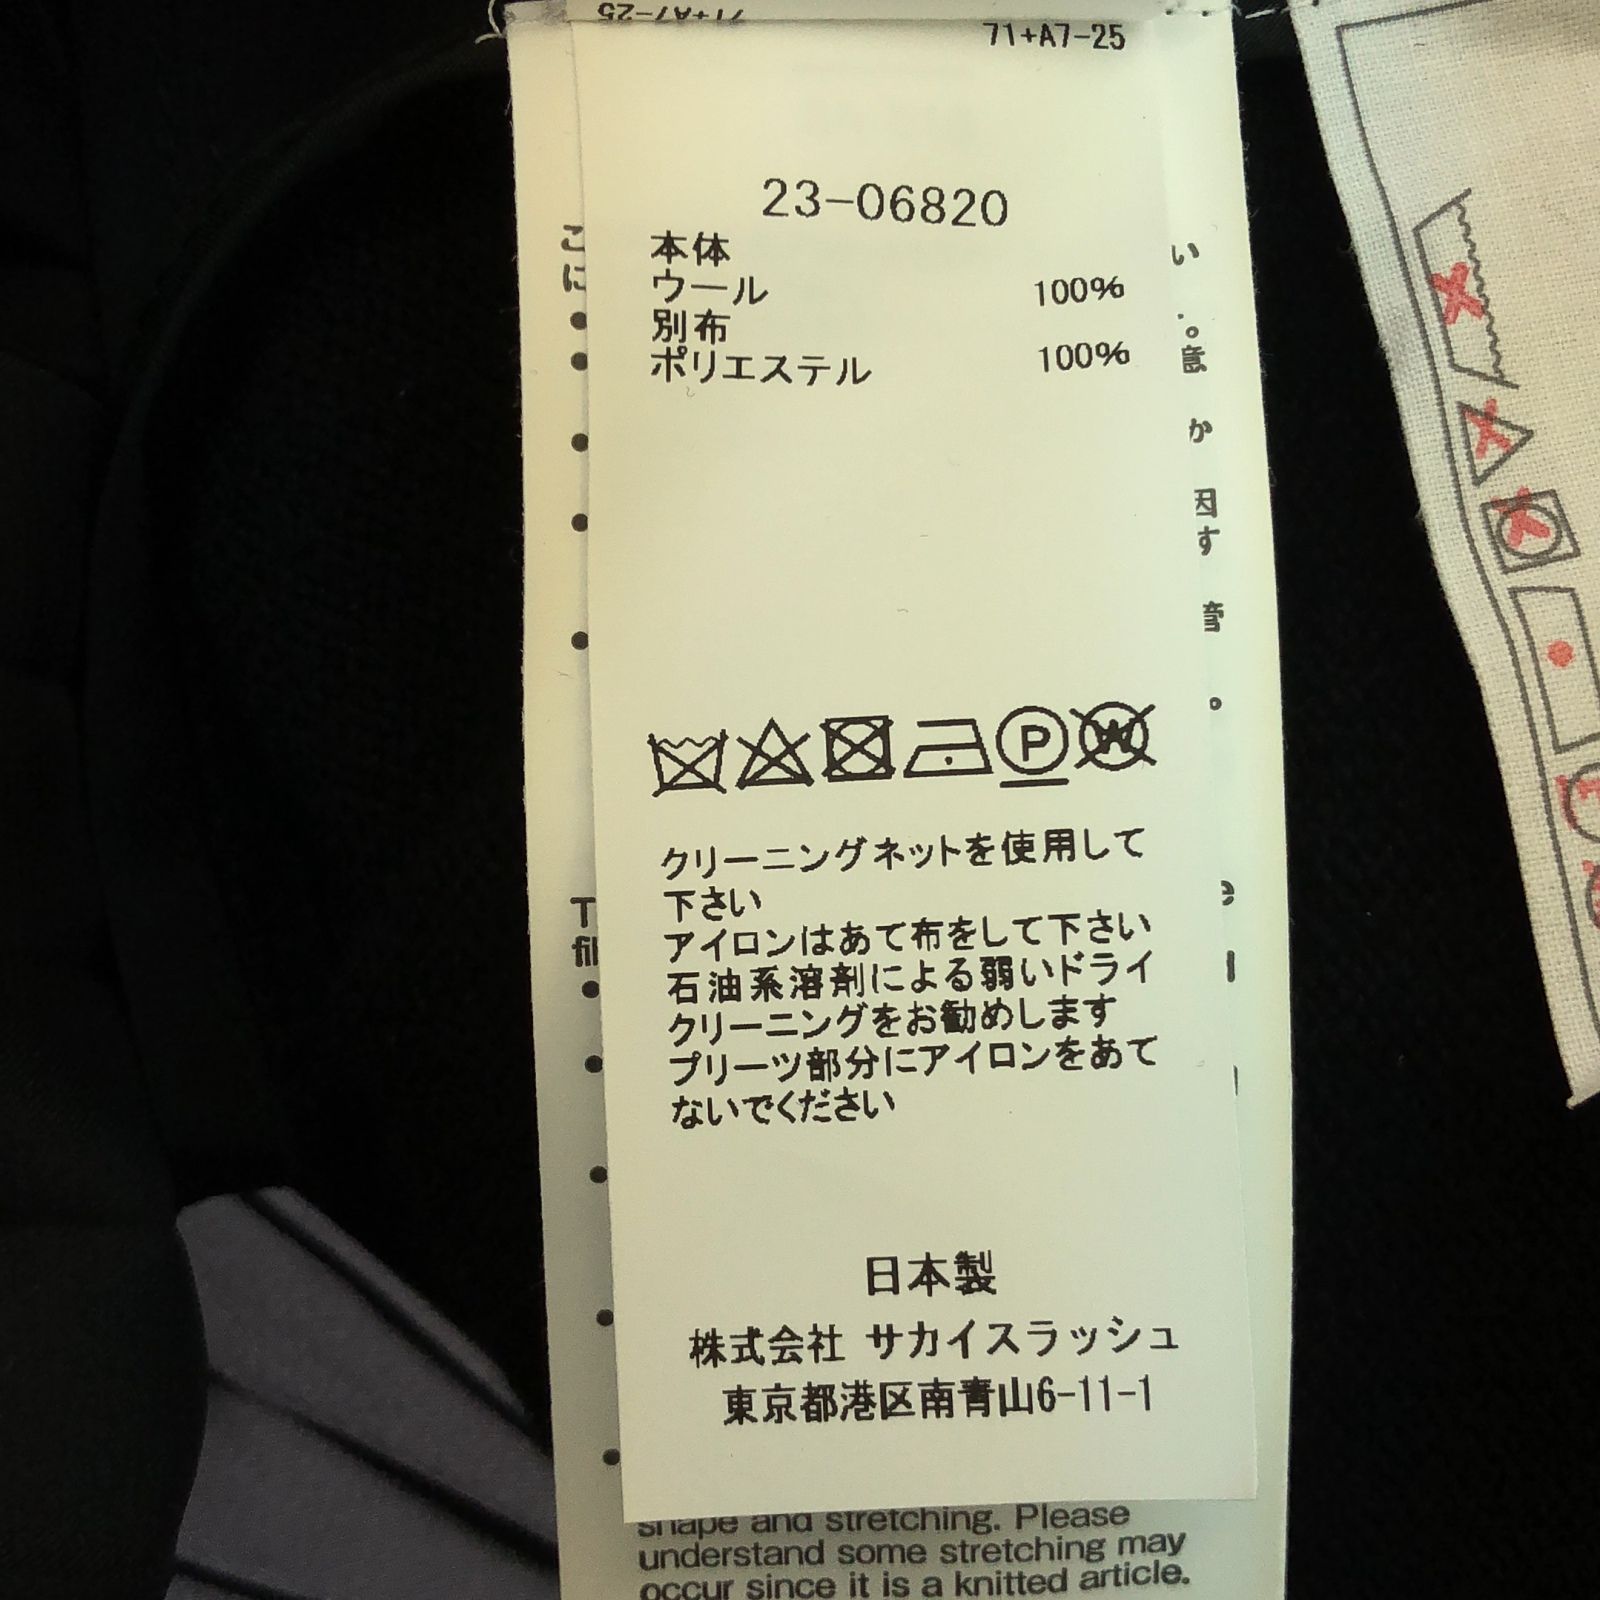 71+A7-25
71+A7-25
23-06820
本体
ウール 100%
別布
ポリエステル 100%
P
W
クリーニングネットを使用して
下さい
アイロンはあて布をして下さい
石油系溶剤による弱いドライ
クリーニングをお勧めします
プリーツ部分にアイロンをあて
ないでください
日本製
株式会社 サカイスラッシュ
東京都港区南青山6-11-1
shape and stretching. Please
understand some stretching may
occur since it is a knitted article.